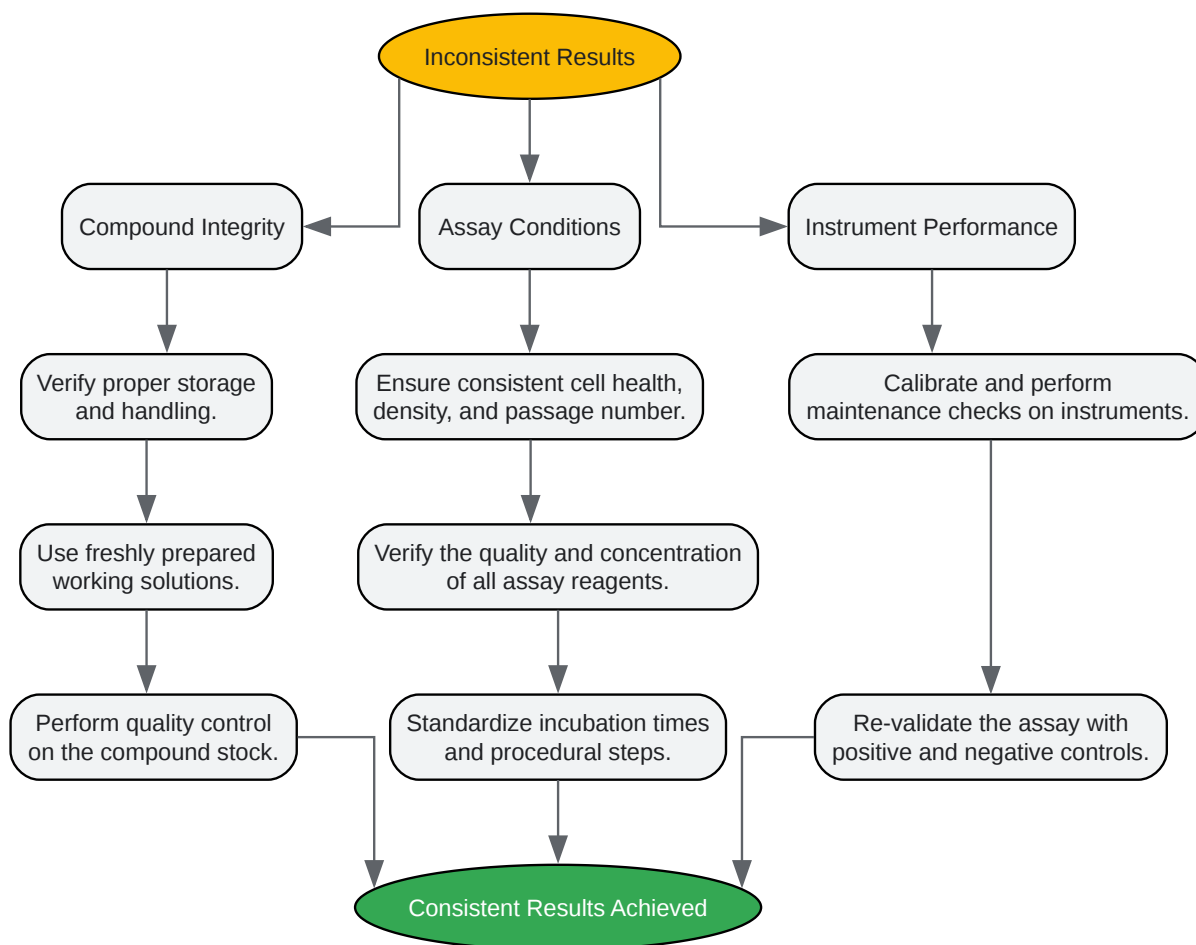 Inconsistent Results
Compound Integrity
Assay Conditions
Instrument Performance
Verify proper storage
and handling.
Ensure consistent cell health,
density, and passage number.
Calibrate and perform
maintenance checks on instruments.
Use freshly prepared
working solutions.
Verify the quality and concentration
of all assay reagents.
Perform quality control
on the compound stock.
Standardize incubation times
and procedural steps.
Re-validate the assay with
positive and negative controls.
Consistent Results Achieved